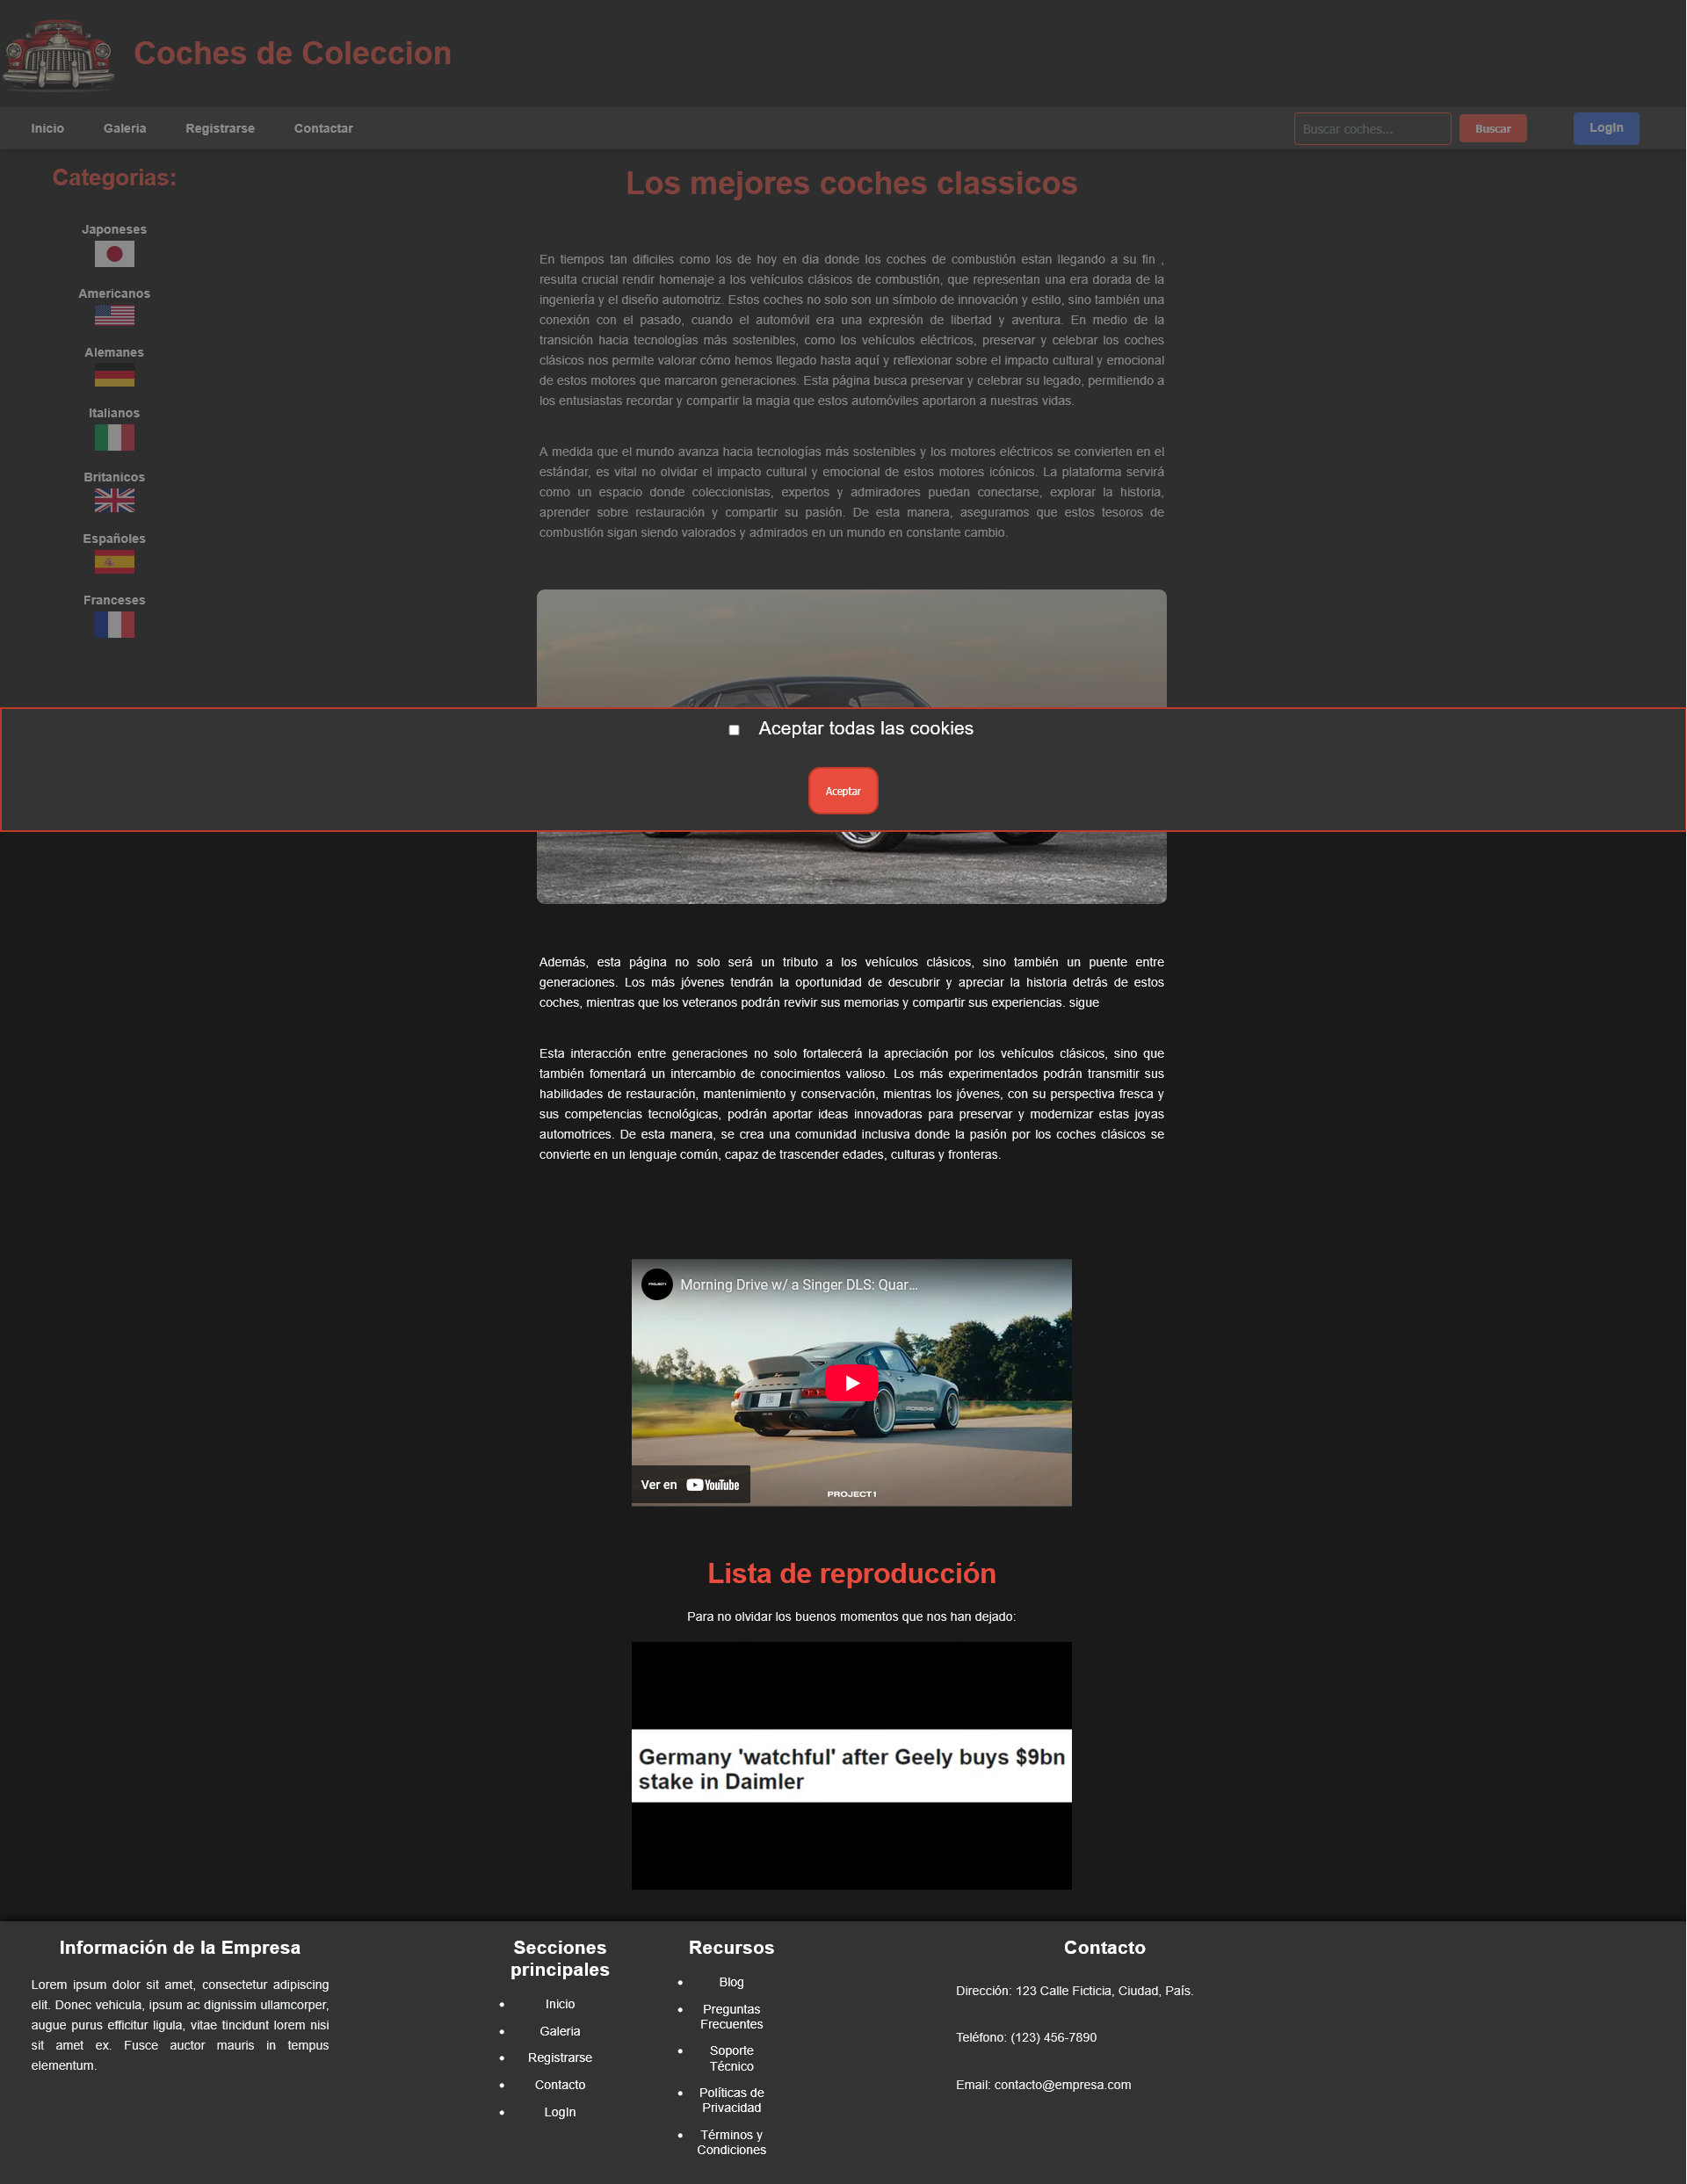 Coches de Coleccion
Inicio
Galeria
Registrarse
Contactar
Buscar coches...
Buscar
LogIn
Categorias:
Japoneses
Americanos
Alemanes
Italianos
Britanicos
Españoles
Franceses
Los mejores coches classicos
En tiempos tan dificiles como los de hoy en dia donde los coches de combustión estan llegando a su fin ,
resulta crucial rendir homenaje a los vehículos clásicos de combustión, que representan una era dorada de la
ingeniería y el diseño automotriz. Estos coches no solo son un símbolo de innovación y estilo, sino también una
conexión con el pasado, cuando el automóvil era una expresión de libertad y aventura. En medio de la
transición hacia tecnologías más sostenibles, como los vehículos eléctricos, preservar y celebrar los coches
clásicos nos permite valorar cómo hemos llegado hasta aquí y reflexionar sobre el impacto cultural y emocional
de estos motores que marcaron generaciones. Esta página busca preservar y celebrar su legado, permitiendo a
los entusiastas recordar y compartir la magia que estos automóviles aportaron a nuestras vidas.
A medida que el mundo avanza hacia tecnologías más sostenibles y los motores eléctricos se convierten en el
estándar, es vital no olvidar el impacto cultural y emocional de estos motores icónicos. La plataforma servirá
como un espacio donde coleccionistas, expertos y admiradores puedan conectarse, explorar la historia,
aprender sobre restauración y compartir su pasión. De esta manera, aseguramos que estos tesoros de
combustión sigan siendo valorados y admirados en un mundo en constante cambio.
Aceptar todas las cookies
Aceptar
Además, esta página no solo será un tributo a los vehículos clásicos, sino también un puente entre
generaciones. Los más jóvenes tendrán la oportunidad de descubrir y apreciar la historia detrás de estos
coches, mientras que los veteranos podrán revivir sus memorias y compartir sus experiencias. sigue
Esta interacción entre generaciones no solo fortalecerá la apreciación por los vehículos clásicos, sino que
también fomentará un intercambio de conocimientos valioso. Los más experimentados podrán transmitir sus
habilidades de restauración, mantenimiento y conservación, mientras los jóvenes, con su perspectiva fresca y
sus competencias tecnológicas, podrán aportar ideas innovadoras para preservar y modernizar estas joyas
automotrices. De esta manera, se crea una comunidad inclusiva donde la pasión por los coches clásicos se
convierte en un lenguaje común, capaz de trascender edades, culturas y fronteras.
PROJECT1
Morning Drive w/ a Singer DLS: Quar...
PORSCHE
Ver en YouTube
PROJECT1
Lista de reproducción
Para no olvidar los buenos momentos que nos han dejado:
Germany 'watchful' after Geely buys $9bn
stake in Daimler
Información de la Empresa
Lorem ipsum dolor sit amet, consectetur adipiscing
elit. Donec vehicula, ipsum ac dignissim ullamcorper,
augue purus efficitur ligula, vitae tincidunt lorem nisi
sit amet ex. Fusce auctor mauris in tempus
elementum.
Secciones
principales
Inicio
Galeria
Registrarse
Contacto
LogIn
Recursos
Blog
Preguntas
Frecuentes
Soporte
Técnico
Políticas de
Privacidad
Términos y
Condiciones
Contacto
Dirección: 123 Calle Ficticia, Ciudad, País.
Teléfono: (123) 456-7890
Email: contacto@empresa.com